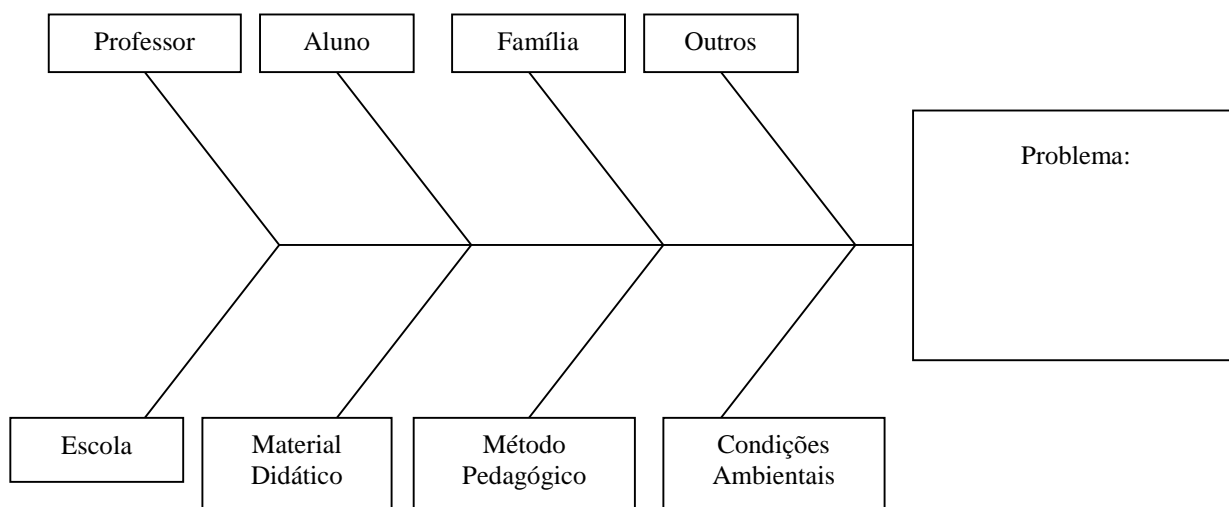 Professor
Aluno
Família
Outros
Problema:
Escola
Material
Didático
Método
Pedagógico
Condições
Ambientais